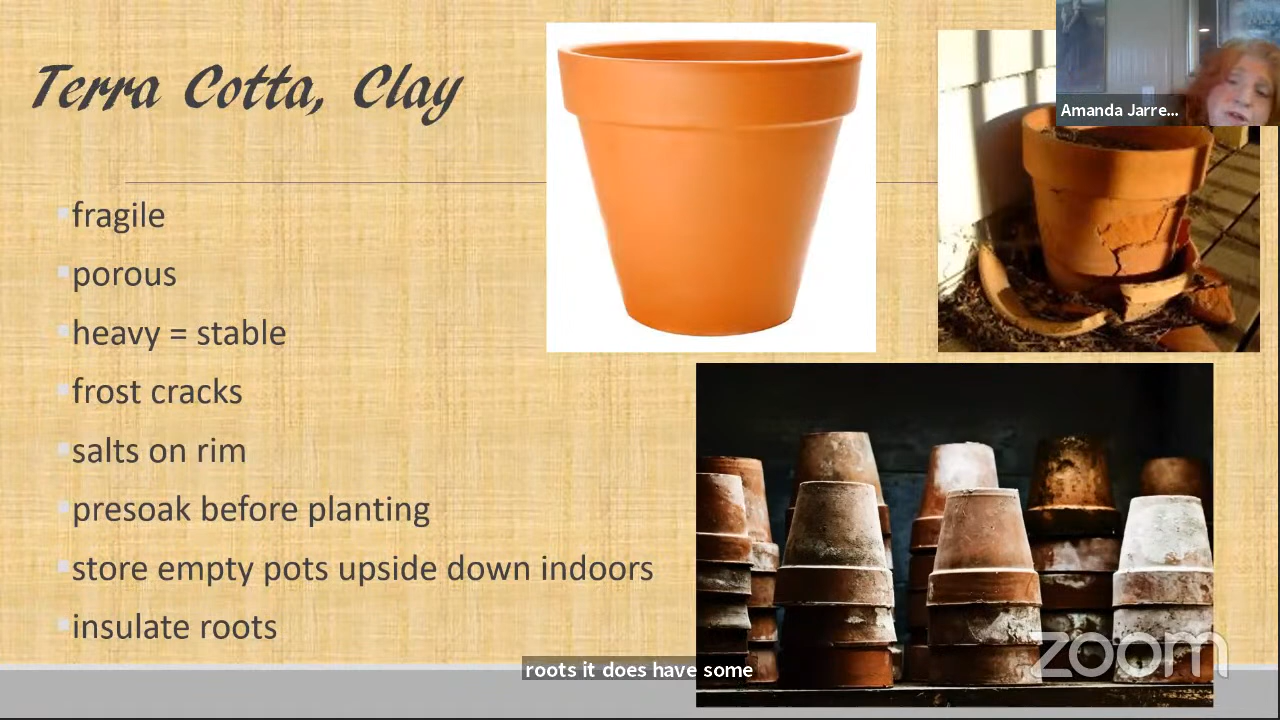 Terra Cotta, Clay
Amanda Jarre...
fragile
porous
heavy = stable
frost cracks
salts on rim
presoak before planting
store empty pots upside down indoors
insulate roots
zoom
roots it does have some